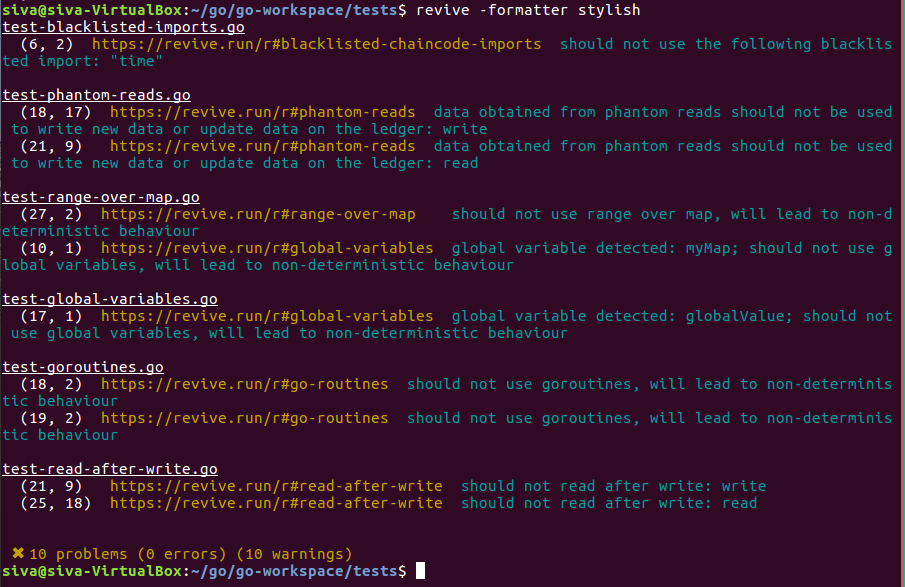 siva@siva-VirtualBox:~/go/go-workspace/tests$ revive -formatter stylish
test-blacklisted-imports.go
  (6, 2)  https://revive.run/r#blacklisted-chaincode-imports  should not use the following blacklis
ted import: "time"
test-phantom-reads.go
  (18, 17)  https://revive.run/r#phantom-reads  data obtained from phantom reads should not be used
 to write new data or update data on the ledger: write
  (21, 9)   https://revive.run/r#phantom-reads  data obtained from phantom reads should not be used
 to write new data or update data on the ledger: read
test-range-over-map.go
  (27, 2)  https://revive.run/r#range-over-map    should not use range over map, will lead to non-d
eterministic behaviour
  (10, 1)  https://revive.run/r#global-variables  global variable detected: myMap; should not use g
lobal variables, will lead to non-deterministic behaviour
test-global-variables.go
  (17, 1)  https://revive.run/r#global-variables  global variable detected: globalValue; should not
 use global variables, will lead to non-deterministic behaviour
test-goroutines.go
  (18, 2)  https://revive.run/r#go-routines  should not use goroutines, will lead to non-determinis
tic behaviour
  (19, 2)  https://revive.run/r#go-routines  should not use goroutines, will lead to non-determinis
tic behaviour
test-read-after-write.go
  (21, 9)   https://revive.run/r#read-after-write  should not read after write: write
  (25, 18)  https://revive.run/r#read-after-write  should not read after write: read
 ✖ 10 problems (0 errors) (10 warnings)
siva@siva-VirtualBox:~/go/go-workspace/tests$